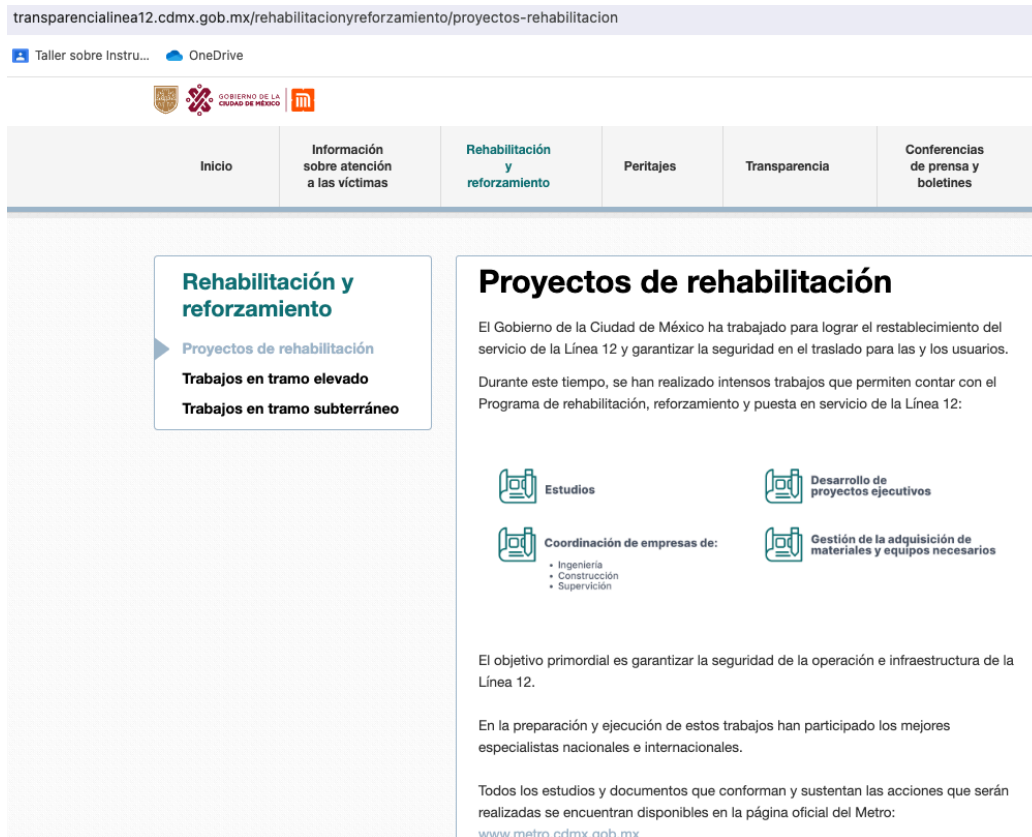 transparencialinea12.cdmx.gob.mx/rehabilitacionyreforzamiento/proyectos-rehabilitacion
Taller sobre Instru... OneDrive
GOBIERNO DE LA
CIUDAD DE MÉXICO
Inicio
Información
sobre atención
a las víctimas
Rehabilitación
y
reforzamiento
Peritajes
Transparencia
Conferencias
de prensa y
boletines
Rehabilitación y
reforzamiento
Proyectos de rehabilitación
Trabajos en tramo elevado
Trabajos en tramo subterráneo
Proyectos de rehabilitación
El Gobierno de la Ciudad de México ha trabajado para lograr el restablecimiento del
servicio de la Línea 12 y garantizar la seguridad en el traslado para las y los usuarios.
Durante este tiempo, se han realizado intensos trabajos que permiten contar con el
Programa de rehabilitación, reforzamiento y puesta en servicio de la Línea 12:
Estudios
Desarrollo de
proyectos ejecutivos
Coordinación de empresas de:
• Ingeniería
• Construcción
• Supervición
Gestión de la adquisición de
materiales y equipos necesarios
El objetivo primordial es garantizar la seguridad de la operación e infraestructura de la
Línea 12.
En la preparación y ejecución de estos trabajos han participado los mejores
especialistas nacionales e internacionales.
Todos los estudios y documentos que conforman y sustentan las acciones que serán
realizadas se encuentran disponibles en la página oficial del Metro:
www.metro.cdmx.gob.mx